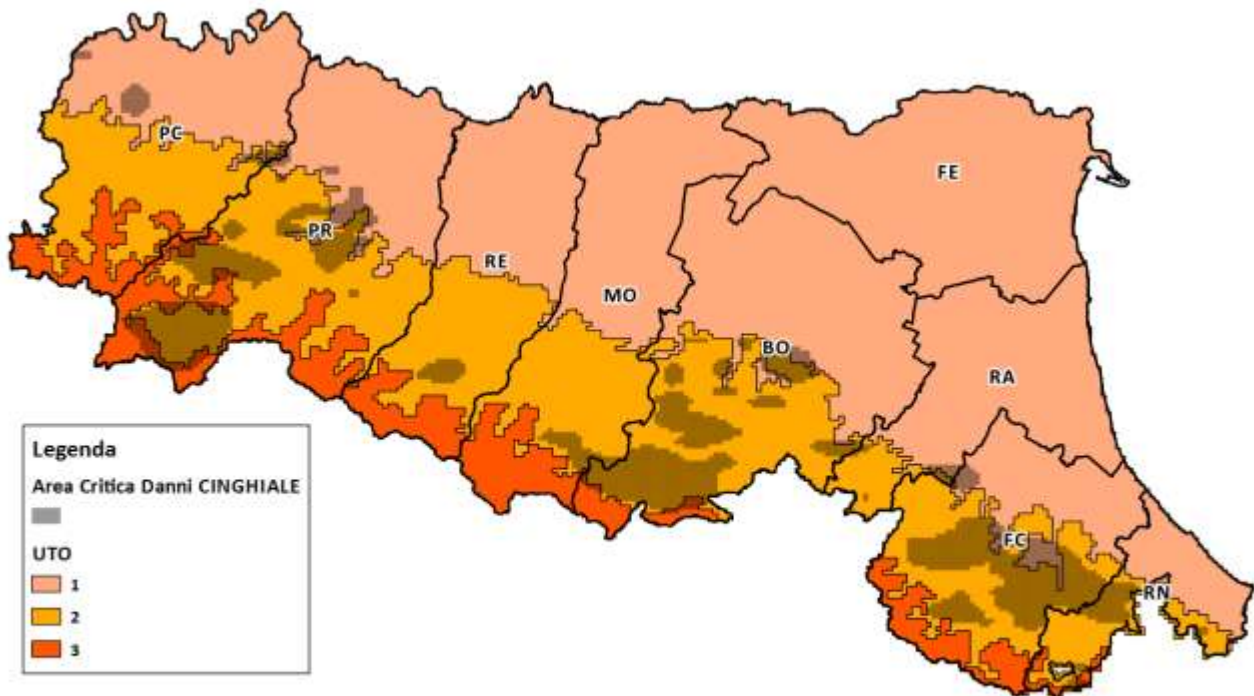 PC
FE
PR
RE
MO
BO
RA
FC
RN
Legenda
Area Critica Danni CINGHIALE
UTO
1
2
3